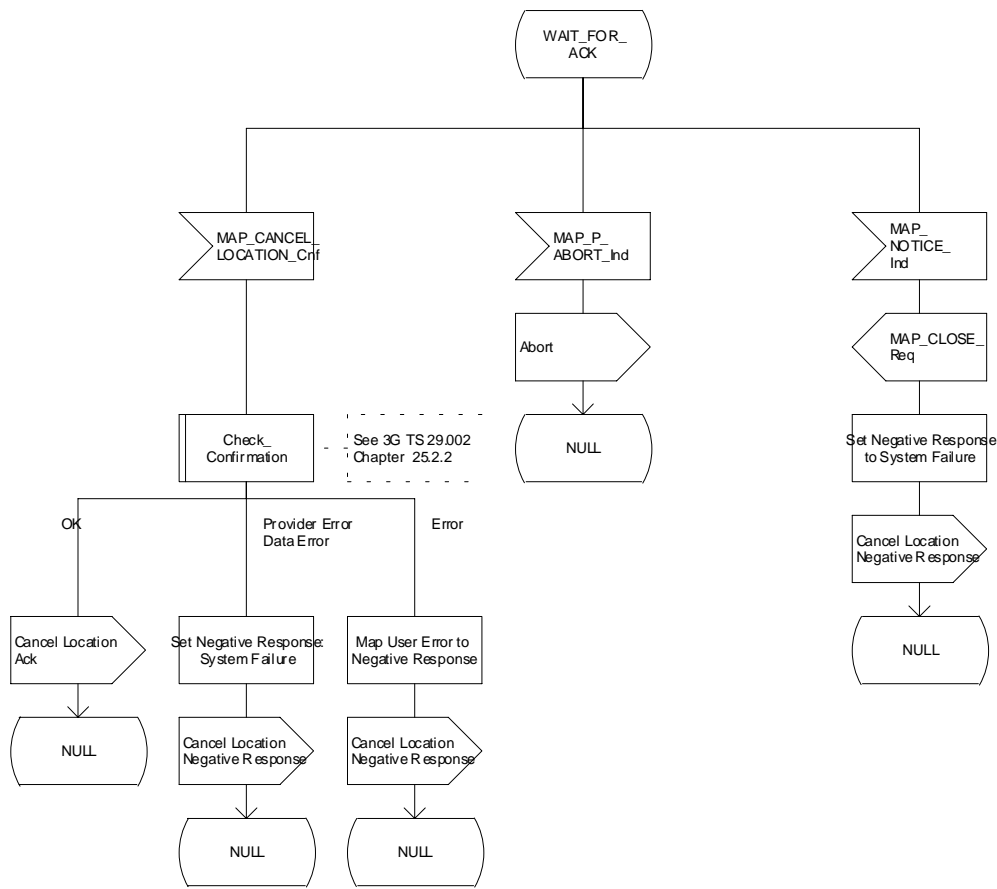 WAIT_FOR_
ACK
MAP_CANCEL_
LOCATION_Cnf
MAP_P_
ABORT_Ind
MAP_
NOTICE_
Ind
Abort
MAP_CLOSE_
Req
Check_
Confirmation
See 3G TS 29.002
Chapter 25.2.2
NULL
Set Negative Response
to System Failure
OK
Provider Error
Data Error
Error
Cancel Location
Negative Response
Cancel Location
Ack
Set Negative Response:
System Failure
Map User Error to
Negative Response
NULL
NULL
Cancel Location
Negative Response
Cancel Location
Negative Response
NULL
NULL